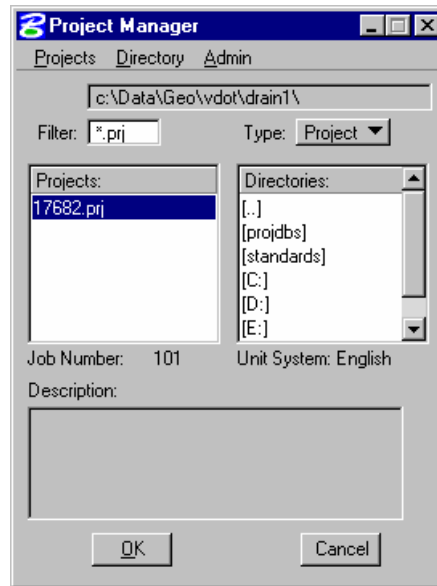 Project Manager
Projects Directory Admin
c:\Data\Geo\vdot\drain1\
Filter: *.prj Type: Project
Projects: Directories:
17682.prj
[..]
[projdbs]
[standards]
[C:]
[D:]
[E:]
Job Number: 101 Unit System: English
Description:
OK Cancel